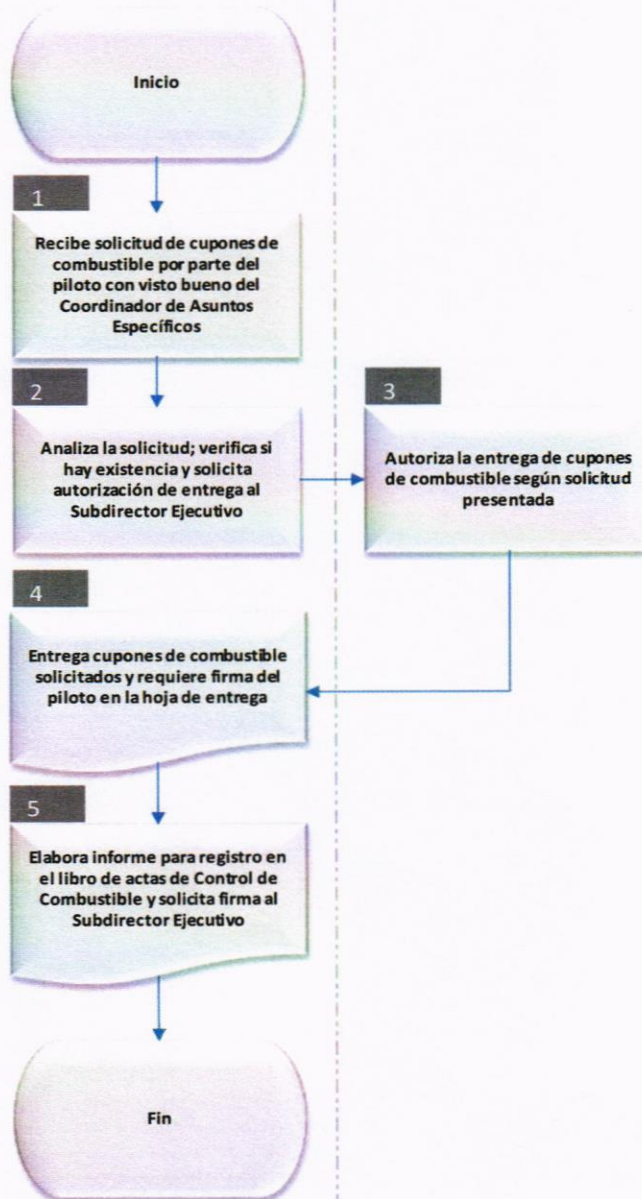 Inicio
1
Recibe solicitud de cupones de
combustible por parte del
piloto con visto bueno del
Coordinador de Asuntos
Específicos
2
Analiza la solicitud; verifica si
hay existencia y solicita
autorización de entrega al
Subdirector Ejecutivo
3
Autoriza la entrega de cupones
de combustible según solicitud
presentada
4
Entrega cupones de combustible
solicitados y requiere firma del
piloto en la hoja de entrega
5
Elabora informe para registro en
el libro de actas de Control de
Combustible y solicita firma al
Subdirector Ejecutivo
Fin